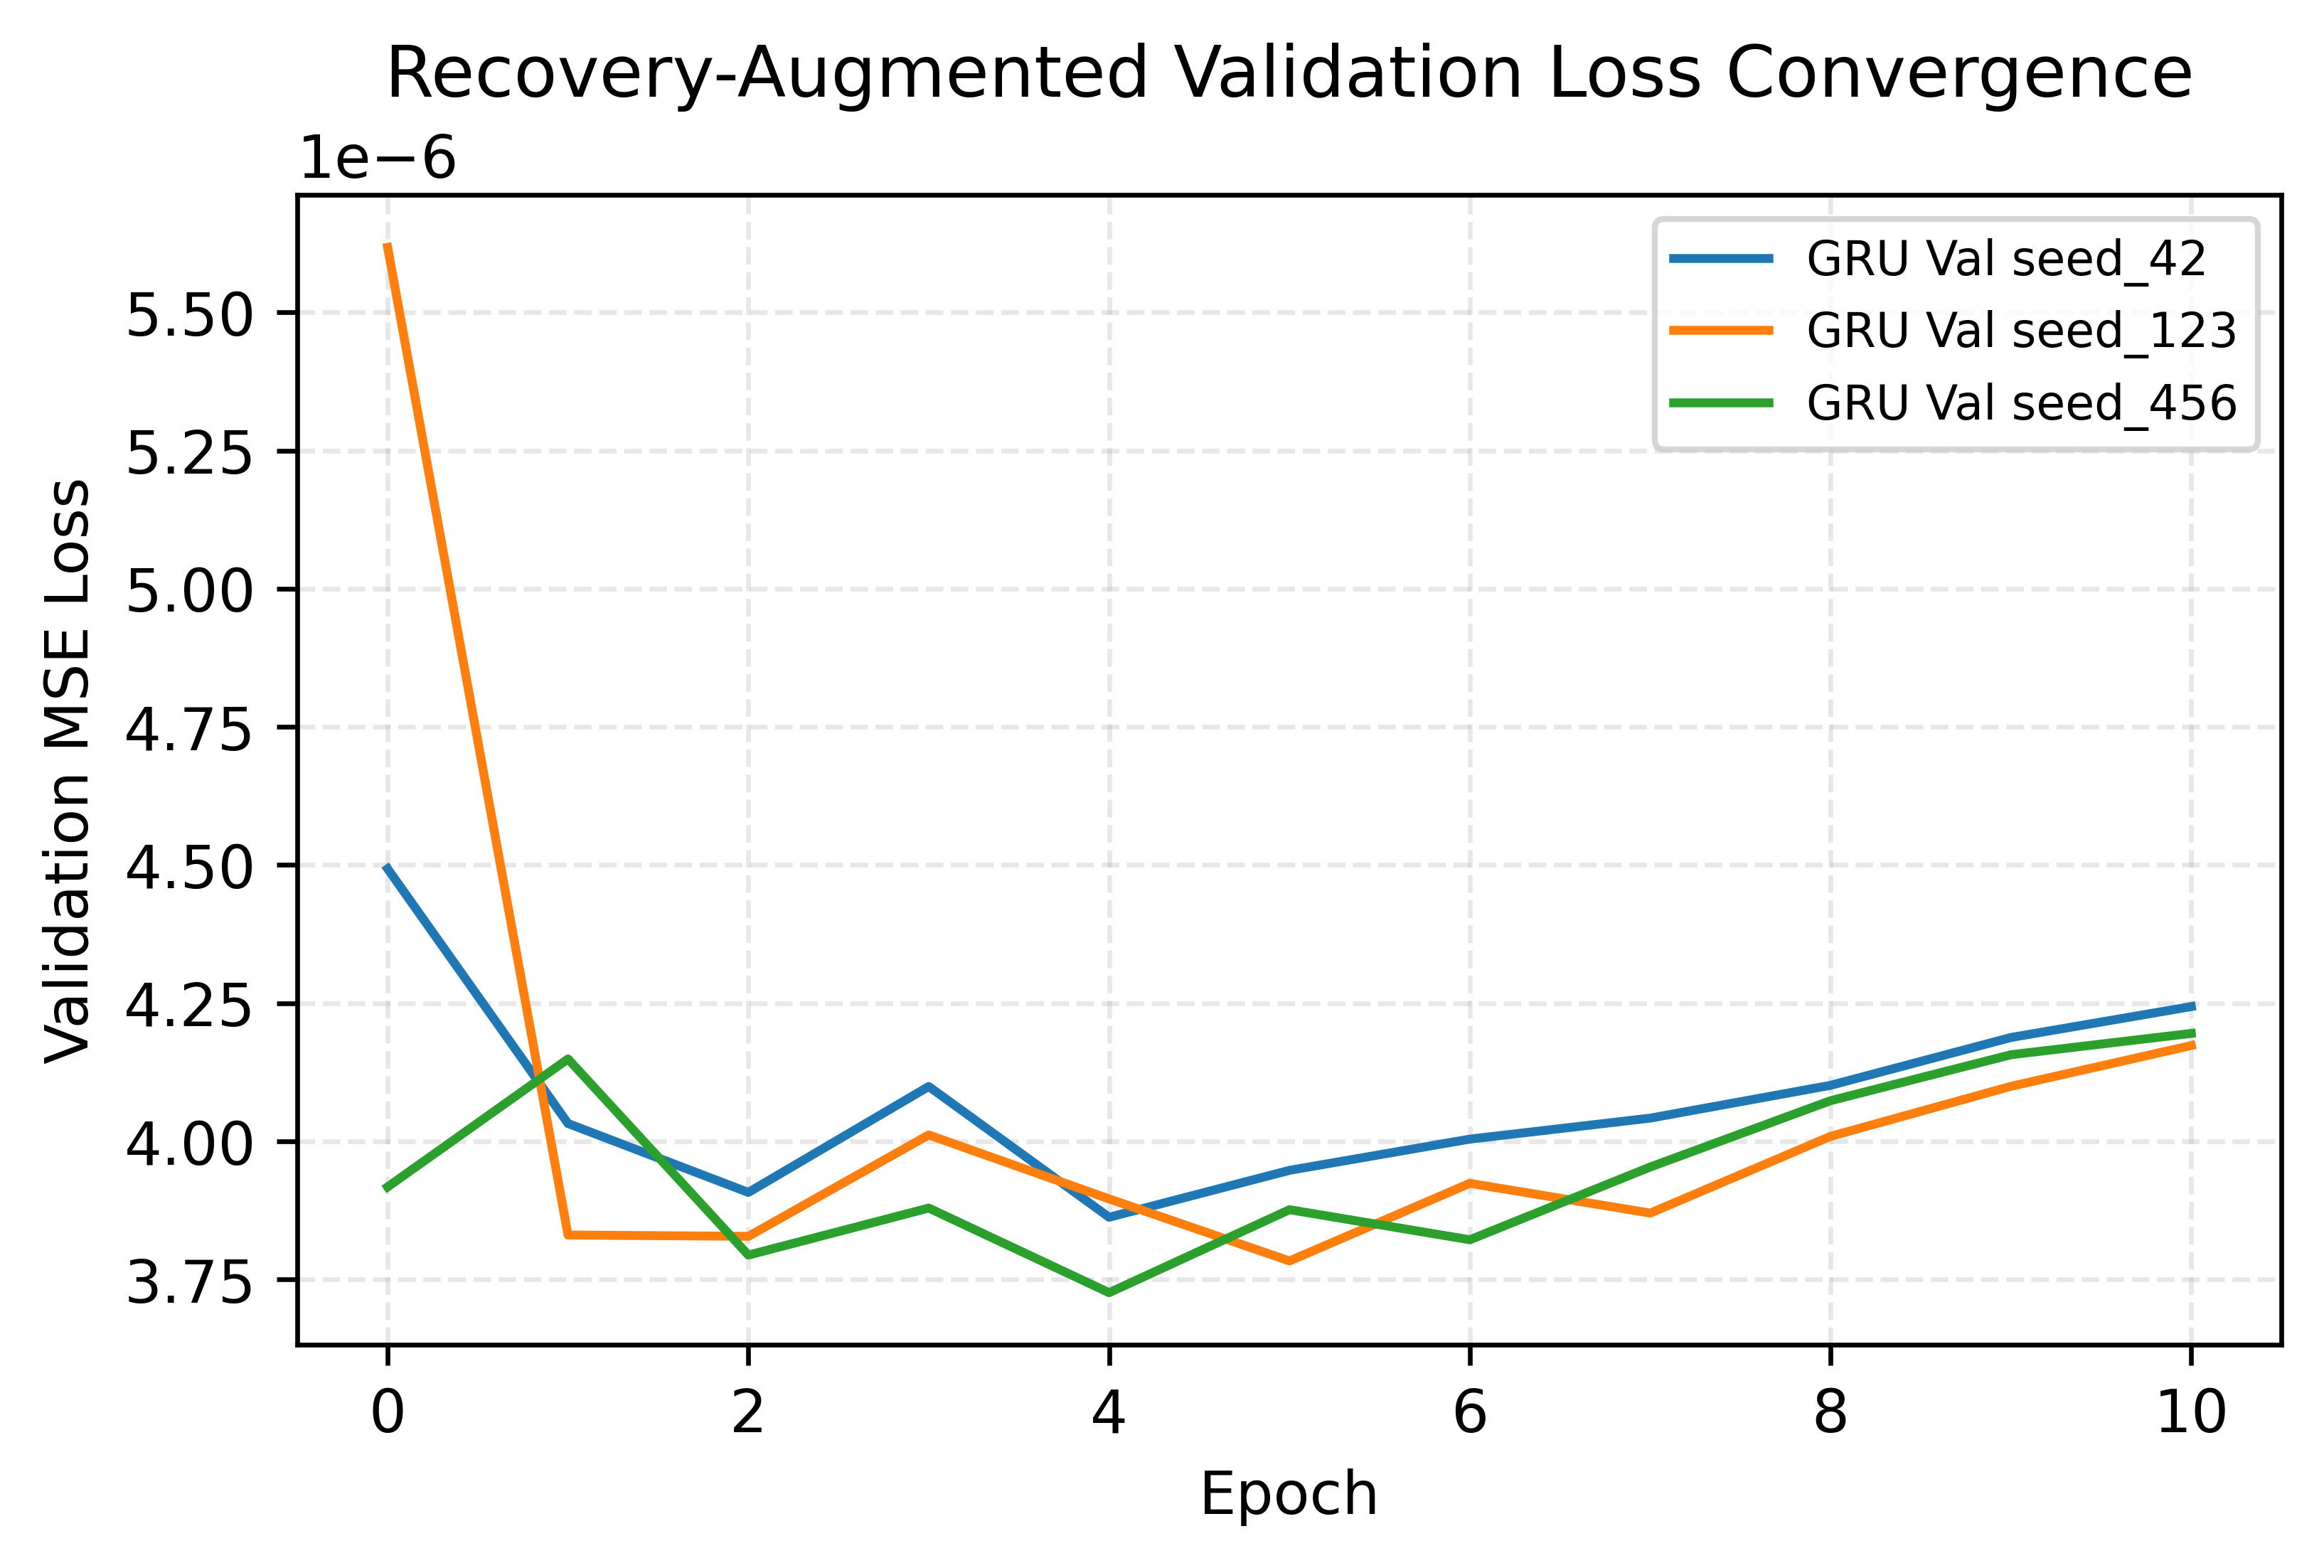 Recovery-Augmented Validation Loss Convergence
1e−6
GRU Val seed_42
GRU Val seed_123
GRU Val seed_456
Validation MSE Loss
5.50
5.25
5.00
4.75
4.50
4.25
4.00
3.75
0 2 4 6 8 10
Epoch